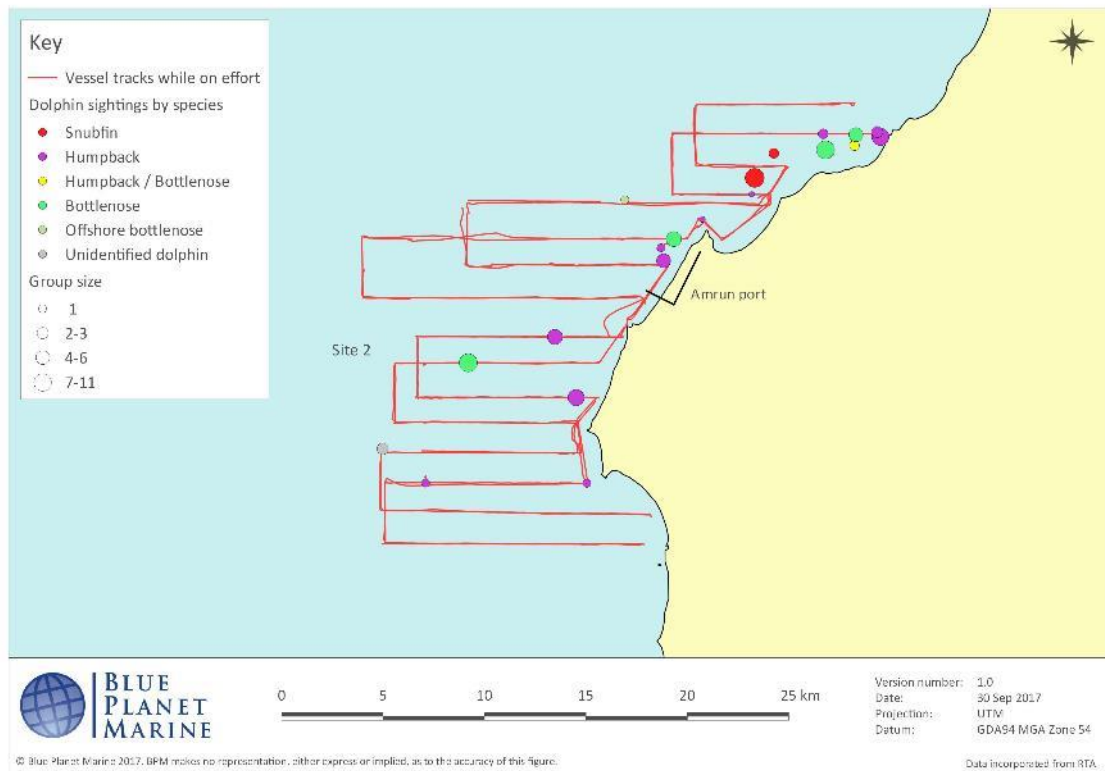 Key
Vessel tracks while on effort
Dolphin sightings by species
Snubfin
Humpback
Humpback / Bottlenose
Bottlenose
Offshore bottlenose
Unidentified dolphin
Group size
1
2-3
4-6
7-11
Amrun port
Site 2
BLUE
PLANET
MARINE
0 5 10 15 20 25 km
Version number: 1.0
Date: 30 Sep 2017
Projection: UTM
Datum: GDA94 MGA Zone 54
© Blue Planet Marine 2017. BPM makes no representation, either express or implied, as to the accuracy of this figure.
Data incorporated from RTA